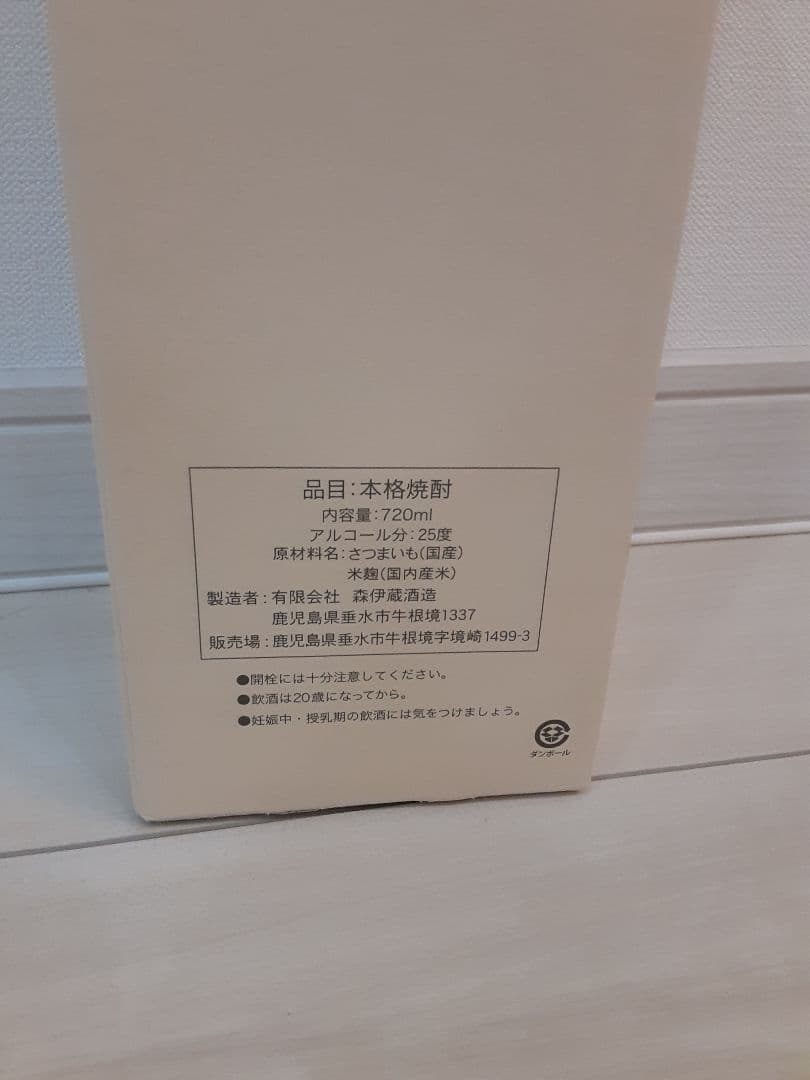 品目：本格焼酎
内容量：720ml
アルコール分：25度
原材料名：さつまいも（国産）
米麹（国内産米）
製造者：有限会社 森伊蔵酒造
鹿児島県垂水市牛根境1337
販売場：鹿児島県垂水市牛根境字境崎1499-3
●開栓には十分注意してください。
●飲酒は20歳になってから。
●妊娠中・授乳期の飲酒には気をつけましょう。
ダンボール